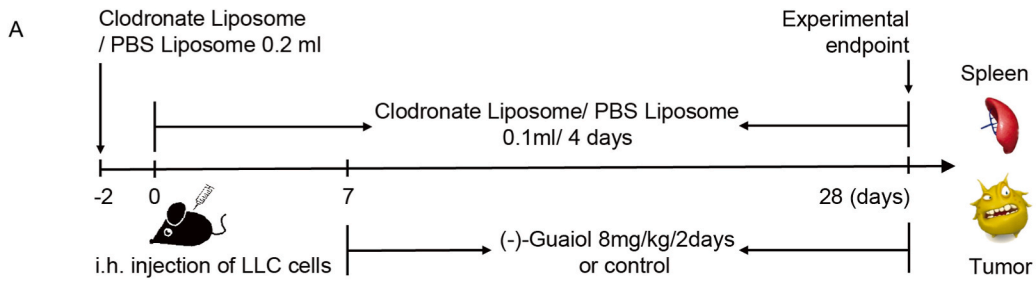 A
Clodronate Liposome
/ PBS Liposome 0.2 ml
Experimental
endpoint
Spleen
Clodronate Liposome/ PBS Liposome
0.1ml/ 4 days
-2 0 7 28 (days)
i.h. injection of LLC cells
(-)-Guaiol 8mg/kg/2days
or control
Tumor